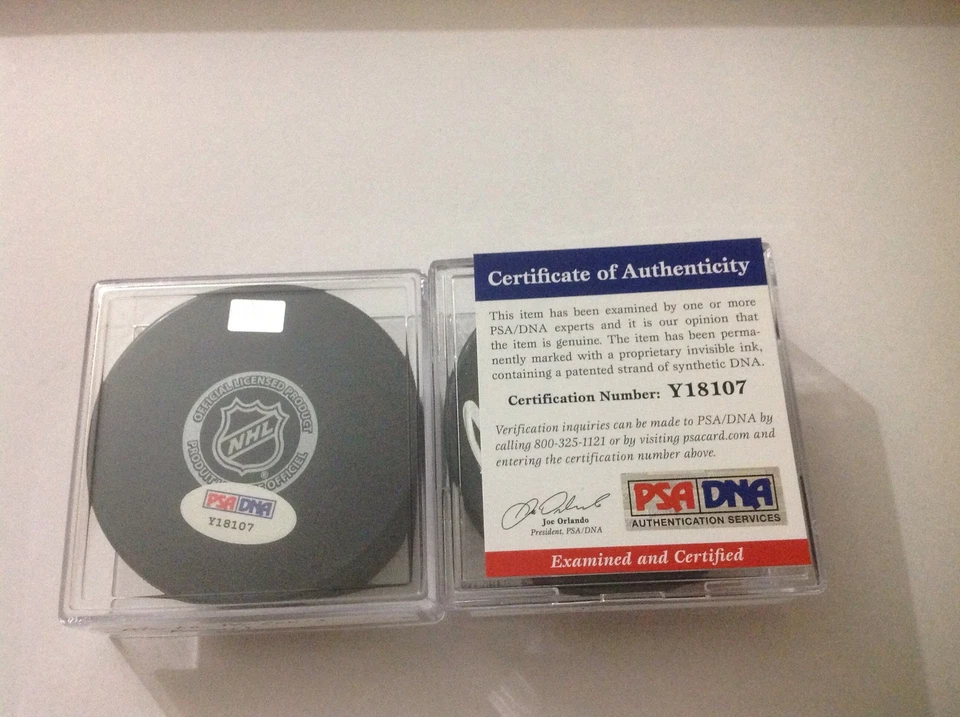 OFFICIAL LICENSED PRODUCT
NHL
®
PRODUIT OFFICIEL
PSA DNA
Y18107
Certificate of Authenticity
This item has been examined by one or more
PSA/DNA experts and it is our opinion that
the item is genuine. The item has been perma-
nently marked with a proprietary invisible ink,
containing a patented strand of synthetic DNA.
Certification Number: Y18107
Verification inquiries can be made to PSA/DNA by
calling 800-325-1121 or by visiting psacard.com and
entering the certification number above.
Joe Orlando
President, PSA/DNA
PSA DNA
AUTHENTICATION SERVICES
Examined and Certified